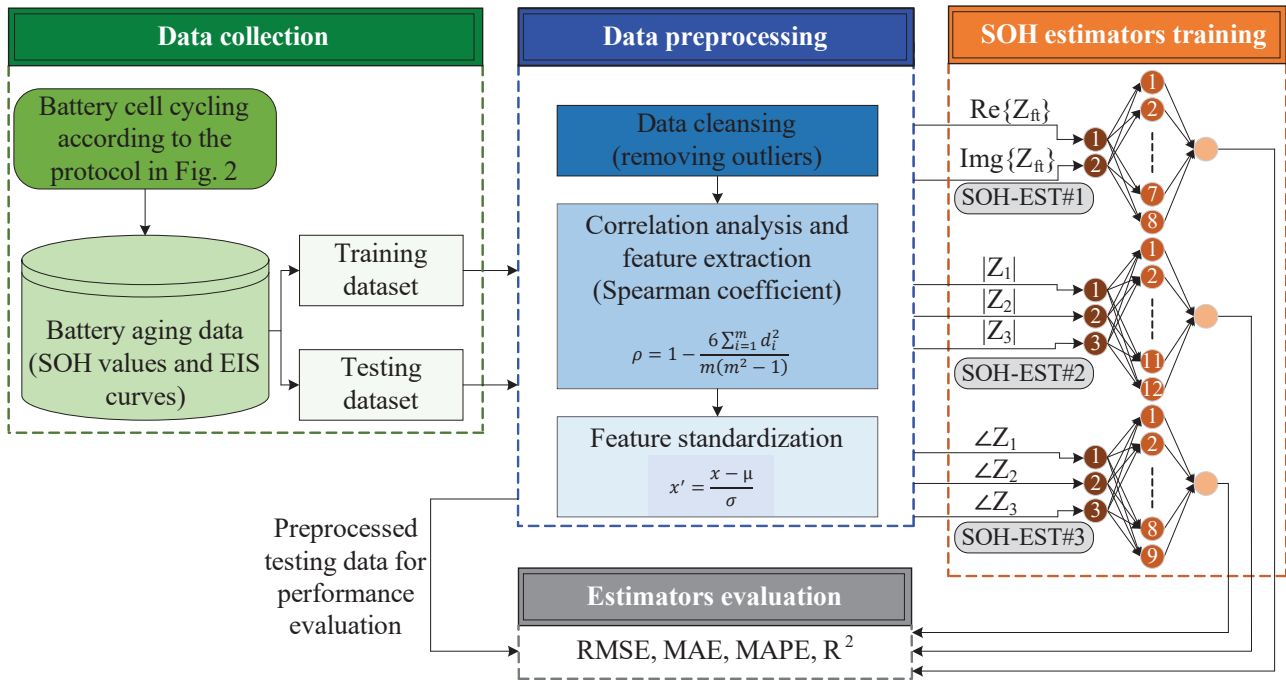 Data collection
Battery cell cycling
according to the
protocol in Fig. 2
Battery aging data
(SOH values and EIS
curves)
Training
dataset
Testing
dataset
Data preprocessing
Data cleansing
(removing outliers)
Correlation analysis and
feature extraction
(Spearman coefficient)
ρ = 1 − 6 ∑ᵢ₌₁ᵐ dᵢ² / m(m² − 1)
Feature standardization
x′ = x − μ / σ
SOH estimators training
Re{Z_ft}
Img{Z_ft}
SOH-EST#1
1
2
1
2
7
8
|Z₁|
|Z₂|
|Z₃|
SOH-EST#2
1
2
3
1
2
11
12
∠Z₁
∠Z₂
∠Z₃
SOH-EST#3
1
2
3
1
2
8
9
Preprocessed
testing data for
performance
evaluation
Estimators evaluation
RMSE, MAE, MAPE, R²